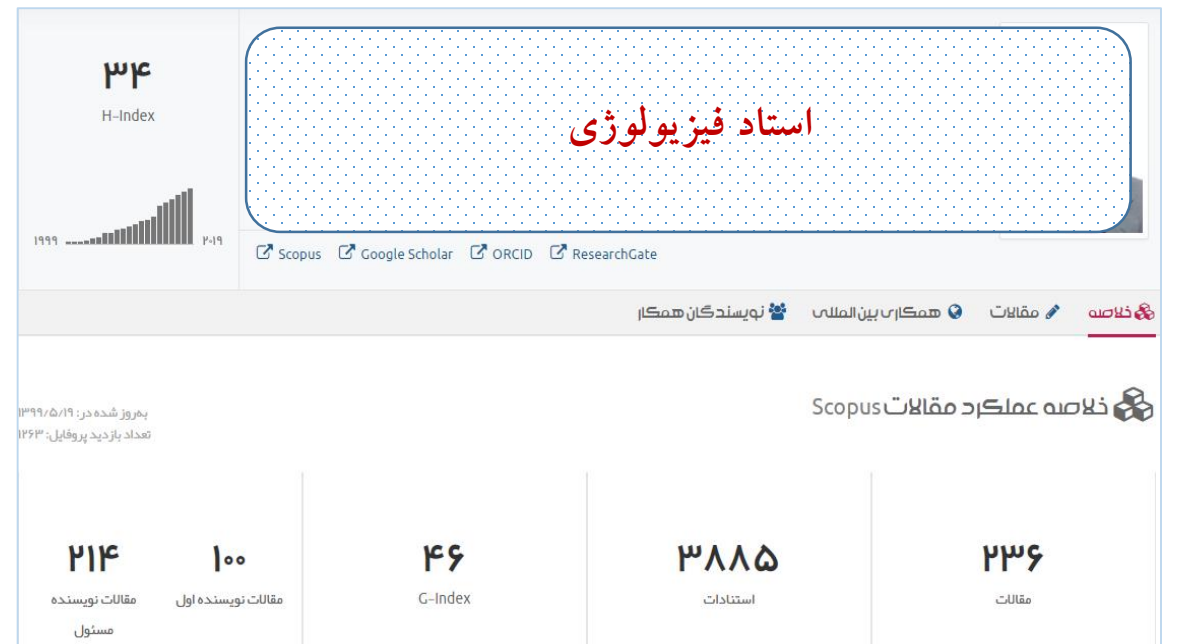 استاد فیزیولوژی
۳۴
H-Index
۱۹۹۹ ۲۰۱۹
Scopus Google Scholar ORCID ResearchGate
خلاصه مقالات همکاری بین‌المللی نویسندگان همکار
خلاصه عملکرد مقالات Scopus
به‌روز شده در: ۱۳۹۹/۵/۱۹
تعداد بازدید پروفایل: ۱۲۶۳
۲۳۶
مقالات
۳۸۸۵
استنادات
۴۶
G-Index
۱۰۰
مقالات نویسنده اول
۲۱۴
مقالات نویسنده
مسئول